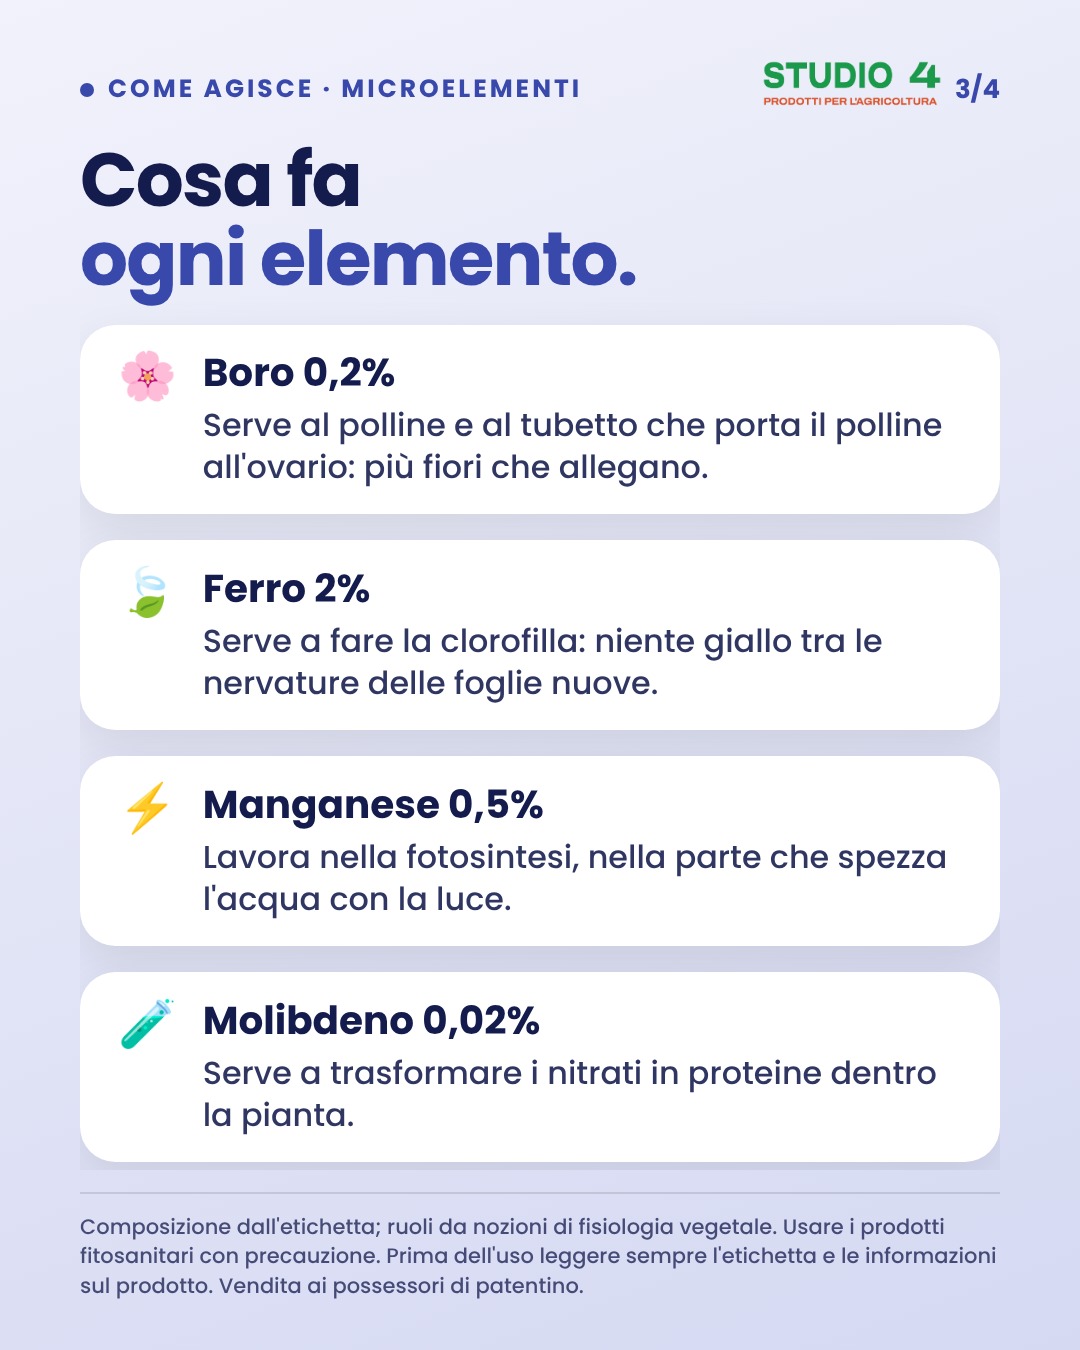 COME AGISCE · MICROELEMENTI
STUDIO 4
PRODOTTI PER L'AGRICOLTURA
3/4
Cosa fa
ogni elemento.
Boro 0,2%
Serve al polline e al tubetto che porta il polline
all'ovario: più fiori che allegano.
Ferro 2%
Serve a fare la clorofilla: niente giallo tra le
nervature delle foglie nuove.
Manganese 0,5%
Lavora nella fotosintesi, nella parte che spezza
l'acqua con la luce.
Molibdeno 0,02%
Serve a trasformare i nitrati in proteine dentro
la pianta.
Composizione dall'etichetta; ruoli da nozioni di fisiologia vegetale. Usare i prodotti
fitosanitari con precauzione. Prima dell'uso leggere sempre l'etichetta e le informazioni
sul prodotto. Vendita ai possessori di patentino.